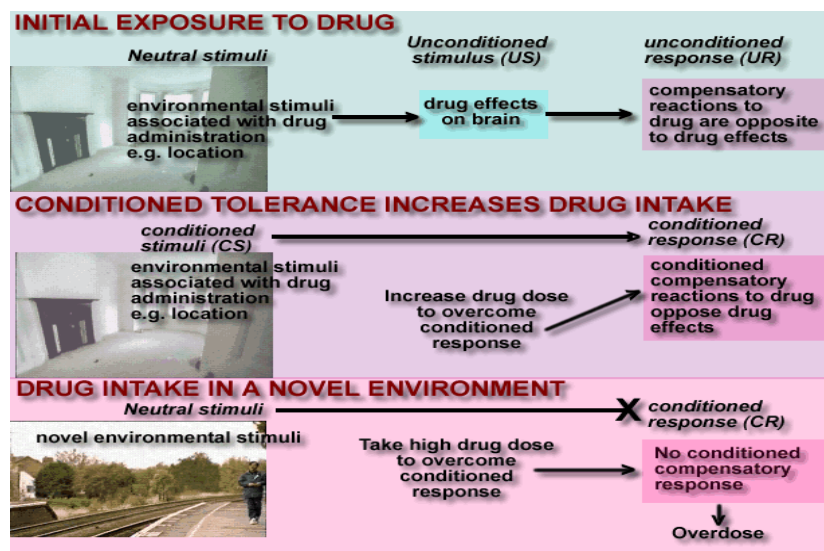 INITIAL EXPOSURE TO DRUG
Neutral stimuli
Unconditioned
stimulus (US)
unconditioned
response (UR)
environmental stimuli
associated with drug
administration
e.g. location
drug effects
on brain
compensatory
reactions to
drug are opposite
to drug effects
CONDITIONED TOLERANCE INCREASES DRUG INTAKE
conditioned
stimuli (CS)
conditioned
response (CR)
environmental stimuli
associated with drug
administration
e.g. location
Increase drug dose
to overcome
conditioned
response
conditioned
compensatory
reactions to drug
oppose drug
effects
DRUG INTAKE IN A NOVEL ENVIRONMENT
Neutral stimuli
X
conditioned
response (CR)
novel environmental stimuli
Take high drug dose
to overcome
conditioned
response
No conditioned
compensatory
response
Overdose